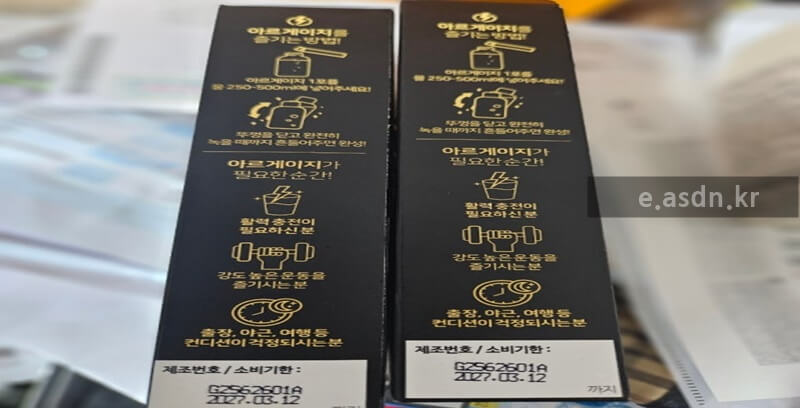 아르게이지를
즐기는 방법!
아르게이지 1포를
물 250-500ml에 넣어주세요!
뚜껑을 닫고 완전히
녹을 때까지 흔들어주면 완성!
아르게이지가
필요한 순간!
활력 충전이
필요하신 분
강도 높은 운동을
즐기시는 분
출장, 야근, 여행 등
컨디션이 걱정되시는 분
제조번호 / 소비기한 :
G2562601A
2027.03.12
까지
아르게이지를
즐기는 방법!
아르게이지 1포를
물 250-500ml에 넣어주세요!
뚜껑을 닫고 완전히
녹을 때까지 흔들어주면 완성!
아르게이지가
필요한 순간!
활력 충전이
필요하신 분
강도 높은 운동을
즐기시는 분
출장, 야근, 여행 등
컨디션이 걱정되시는 분
제조번호 / 소비기한 :
G2562601A
2027.03.12
까지
e.asdn.kr